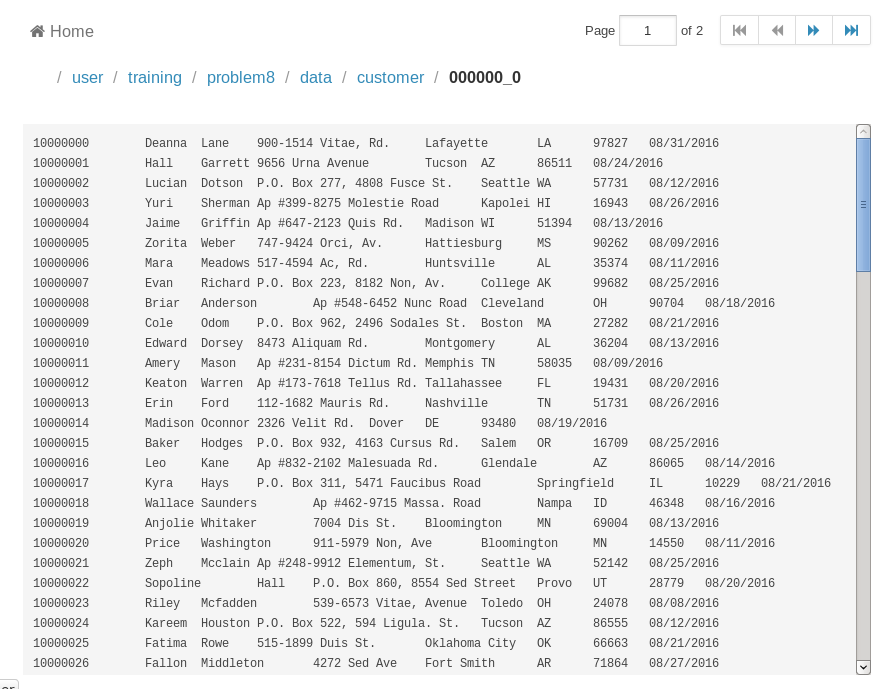 Home
Page 1 of 2
/ user / training / problem8 / data / customer / 000000_0
10000000 Deanna Lane 900-1514 Vitae, Rd. Lafayette LA 97827 08/31/2016
10000001 Hall Garrett 9656 Urna Avenue Tucson AZ 86511 08/24/2016
10000002 Lucian Dotson P.O. Box 277, 4808 Fusce St. Seattle WA 57731 08/12/2016
10000003 Yuri Sherman Ap #399-8275 Molestie Road Kapolei HI 16943 08/26/2016
10000004 Jaime Griffin Ap #647-2123 Quis Rd. Madison WI 51394 08/13/2016
10000005 Zorita Weber 747-9424 Orci, Av. Hattiesburg MS 90262 08/09/2016
10000006 Mara Meadows 517-4594 Ac, Rd. Huntsville AL 35374 08/11/2016
10000007 Evan Richard P.O. Box 223, 8182 Non, Av. College AK 99682 08/25/2016
10000008 Briar Anderson Ap #548-6452 Nunc Road Cleveland OH 90704 08/18/2016
10000009 Cole Odom P.O. Box 962, 2496 Sodales St. Boston MA 27282 08/21/2016
10000010 Edward Dorsey 8473 Aliquam Rd. Montgomery AL 36204 08/13/2016
10000011 Amery Mason Ap #231-8154 Dictum Rd. Memphis TN 58035 08/09/2016
10000012 Keaton Warren Ap #173-7618 Tellus Rd. Tallahassee FL 19431 08/20/2016
10000013 Erin Ford 112-1682 Mauris Rd. Nashville TN 51731 08/26/2016
10000014 Madison Oconnor 2326 Velit Rd. Dover DE 93480 08/19/2016
10000015 Baker Hodges P.O. Box 932, 4163 Cursus Rd. Salem OR 16709 08/25/2016
10000016 Leo Kane Ap #832-2102 Malesuada Rd. Glendale AZ 86065 08/14/2016
10000017 Kyra Hays P.O. Box 311, 5471 Faucibus Road Springfield IL 10229 08/21/2016
10000018 Wallace Saunders Ap #462-9715 Massa. Road Nampa ID 46348 08/16/2016
10000019 Anjolie Whitaker 7004 Dis St. Bloomington MN 69004 08/13/2016
10000020 Price Washington 911-5979 Non, Ave Bloomington MN 14550 08/11/2016
10000021 Zeph Mcclain Ap #248-9912 Elementum, St. Seattle WA 52142 08/25/2016
10000022 Sopoline Hall P.O. Box 860, 8554 Sed Street Provo UT 28779 08/20/2016
10000023 Riley Mcfadden 539-6573 Vitae, Avenue Toledo OH 24078 08/08/2016
10000024 Kareem Houston P.O. Box 522, 594 Ligula. St. Tucson AZ 86555 08/12/2016
10000025 Fatima Rowe 515-1899 Duis St. Oklahoma City OK 66663 08/21/2016
10000026 Fallon Middleton 4272 Sed Ave Fort Smith AR 71864 08/27/2016